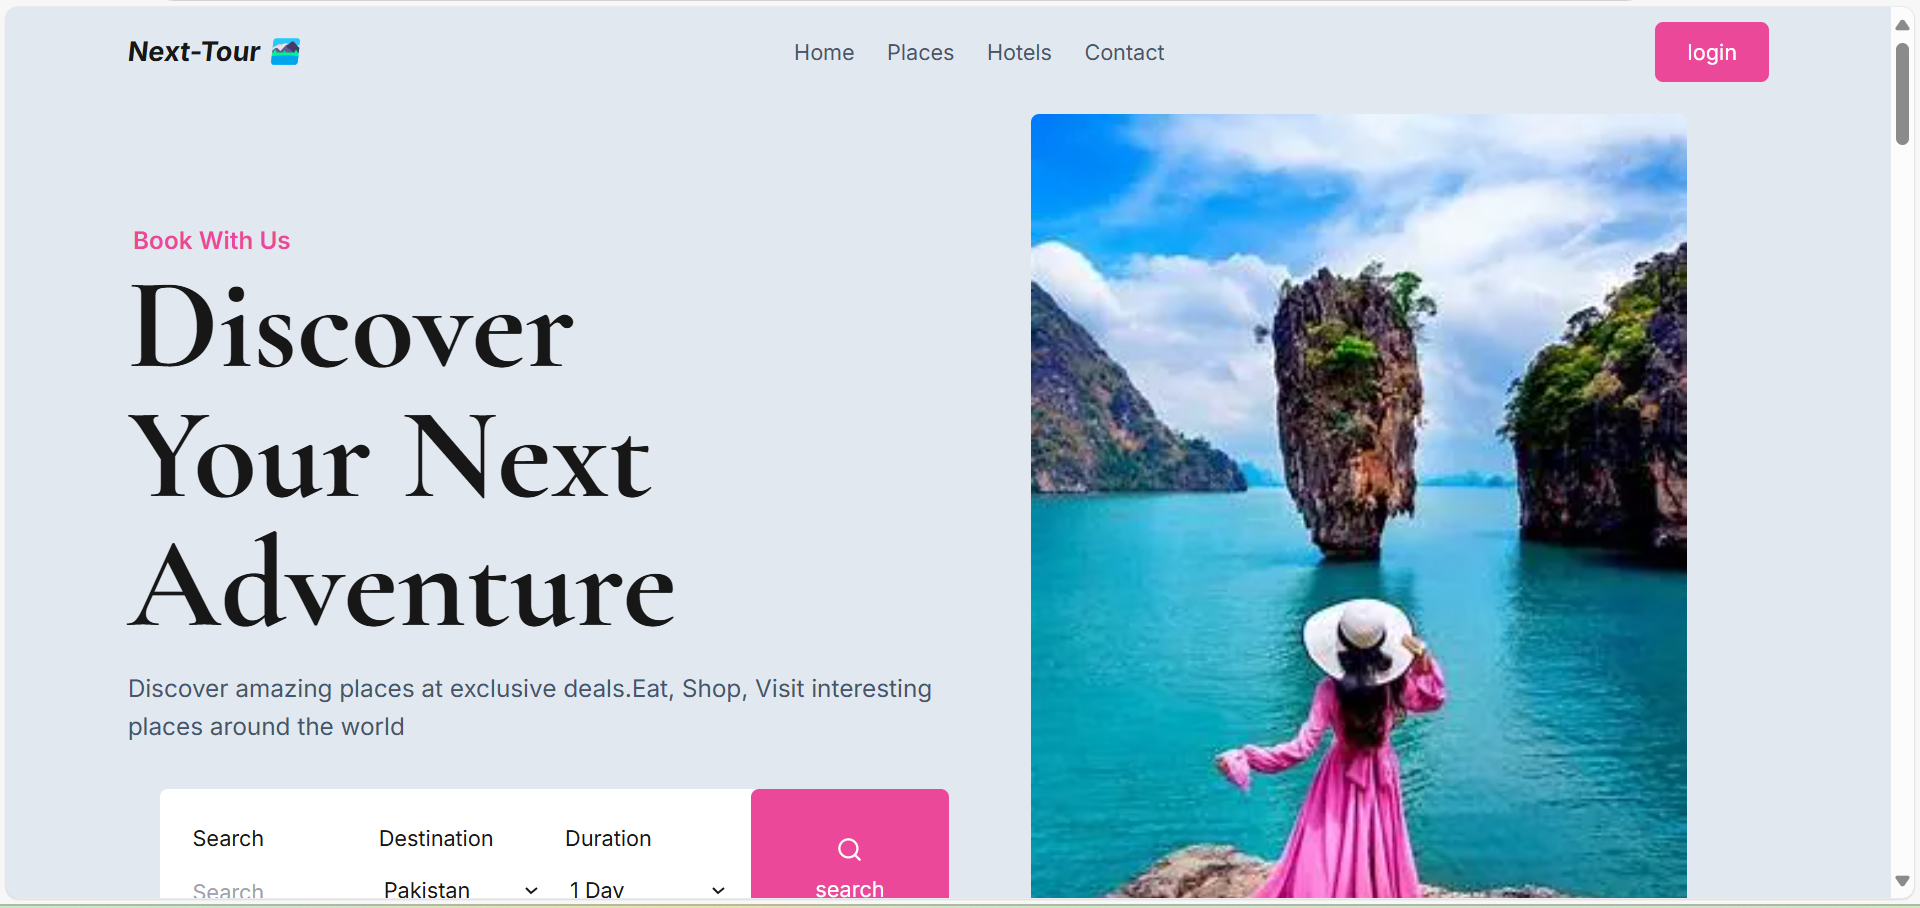 Next-Tour
Home Places Hotels Contact
login
Book With Us
Discover
Your Next
Adventure
Discover amazing places at exclusive deals.Eat, Shop, Visit interesting
places around the world
Search Destination Duration
Search Pakistan 1 Day
search